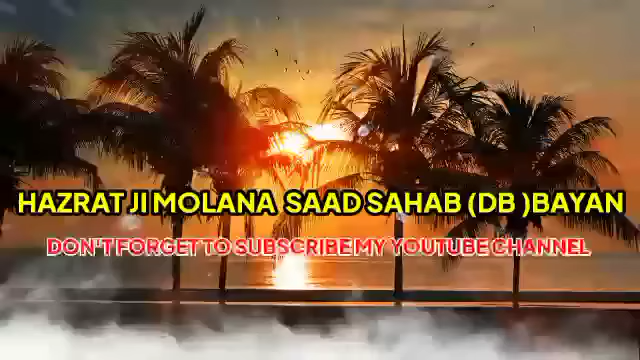 HAZRAT JI MOLANA SAAD SAHAB (DB )BAYAN
DON'T FORGET TO SUBSCRIBE MY YOUTUBE CHANNEL